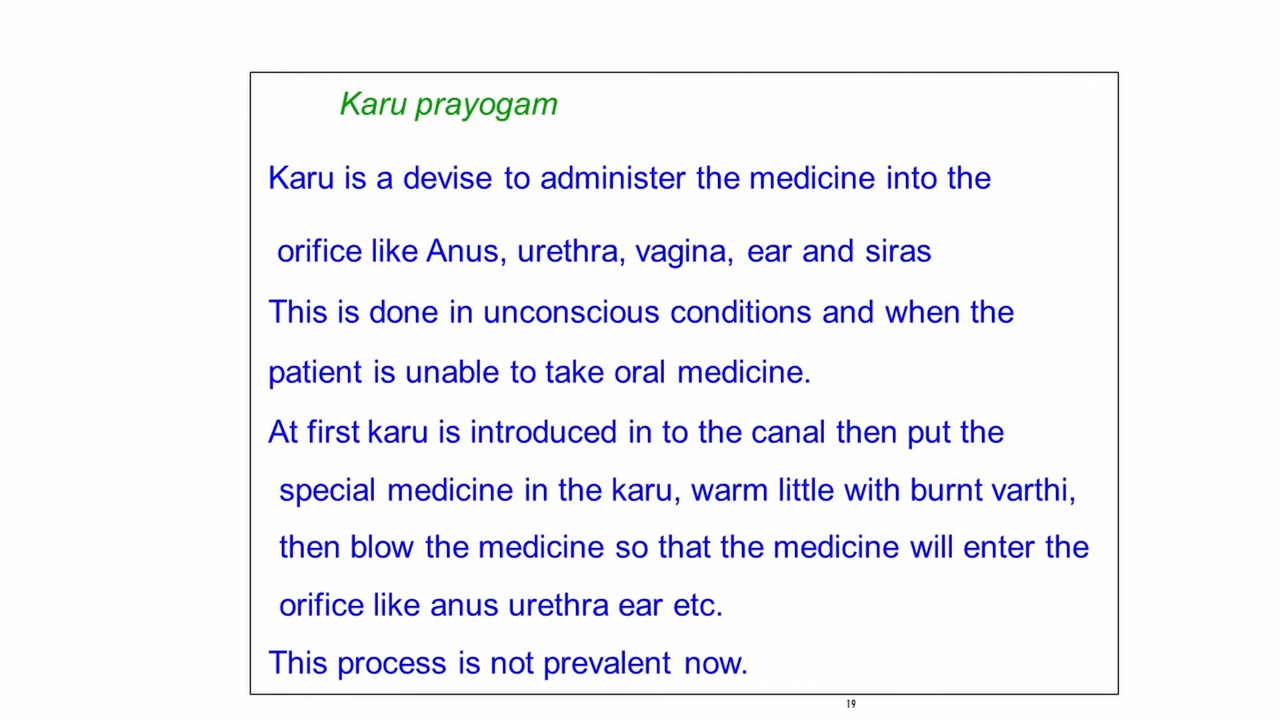 Karu prayogam
Karu is a devise to administer the medicine into the
orifice like Anus, urethra, vagina, ear and siras
This is done in unconscious conditions and when the
patient is unable to take oral medicine.
At first karu is introduced in to the canal then put the
special medicine in the karu, warm little with burnt varthi,
then blow the medicine so that the medicine will enter the
orifice like anus urethra ear etc.
This process is not prevalent now.
19